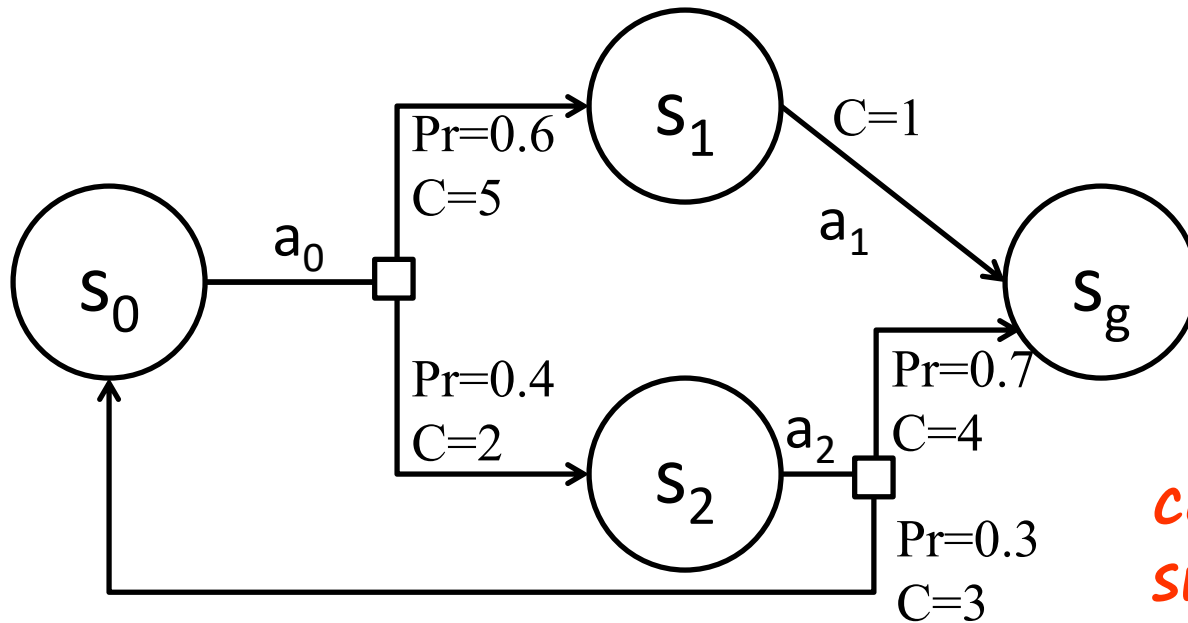 s0
a0
Pr=0.6
C=5
s1
C=1
a1
sg
Pr=0.4
C=2
s2
a2
Pr=0.7
C=4
Pr=0.3
C=3